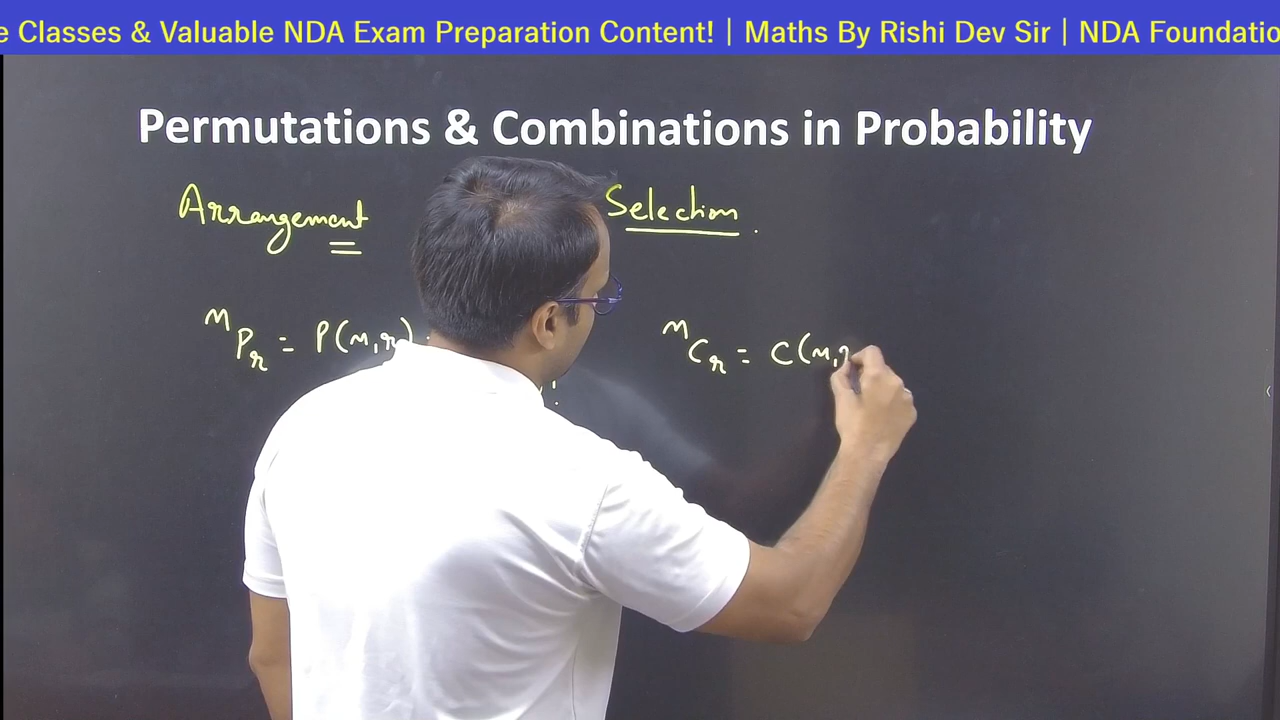 e Classes & Valuable NDA Exam Preparation Content! | Maths By Rishi Dev Sir | NDA Foundatio
Permutations & Combinations in Probability
Arrangement Selection.
ⁿPᵣ = P(n,r) ⁿCᵣ = C(n,r